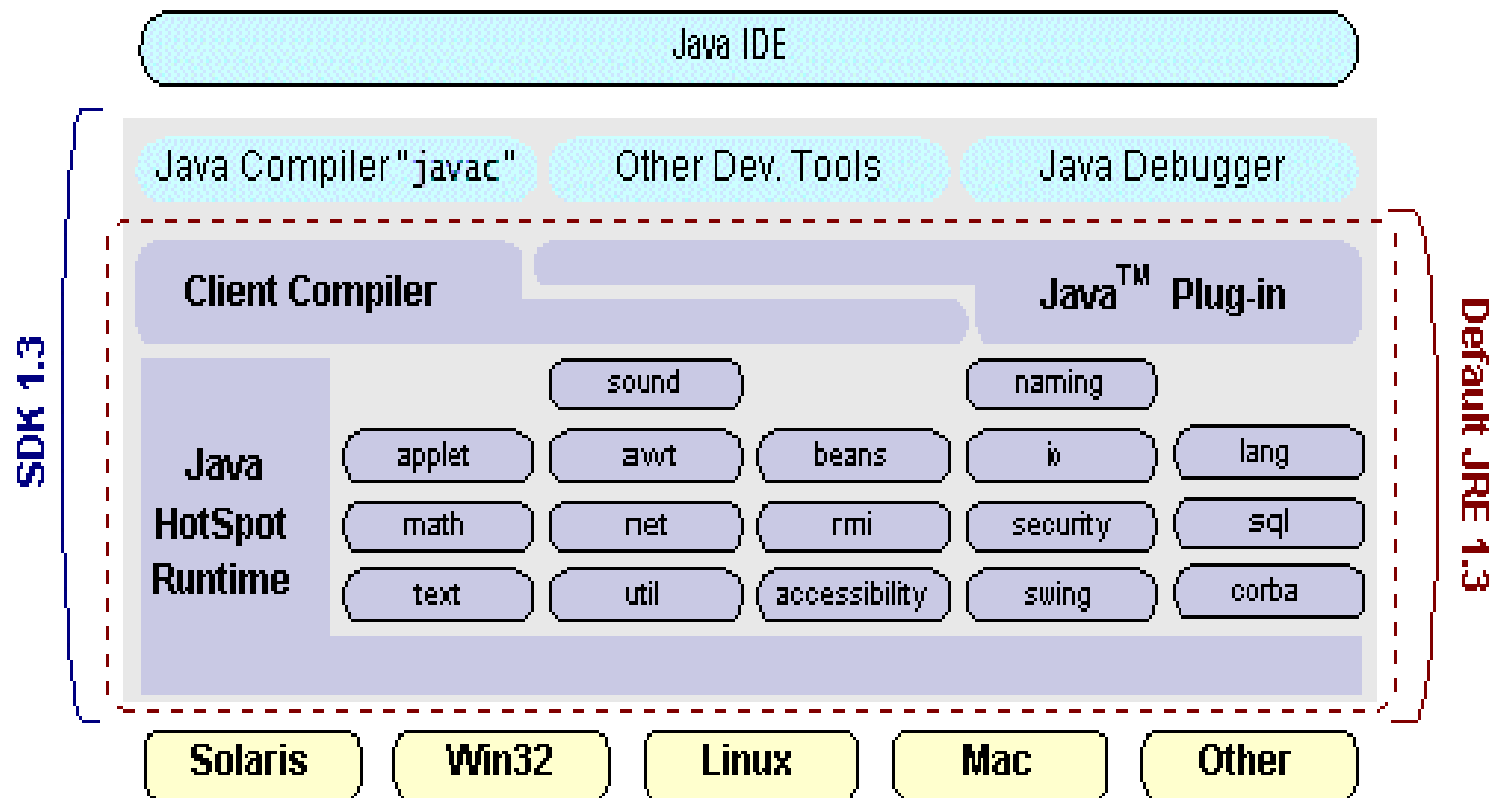 Java IDE
Java Compiler "javac"
Other Dev. Tools
Java Debugger
Client Compiler
Java™ Plug-in
SDK 1.3
Default JRE 1.3
Java
HotSpot
Runtime
sound
naming
applet
awt
beans
io
lang
math
net
rmi
security
sql
text
util
accessibility
swing
corba
Solaris
Win32
Linux
Mac
Other